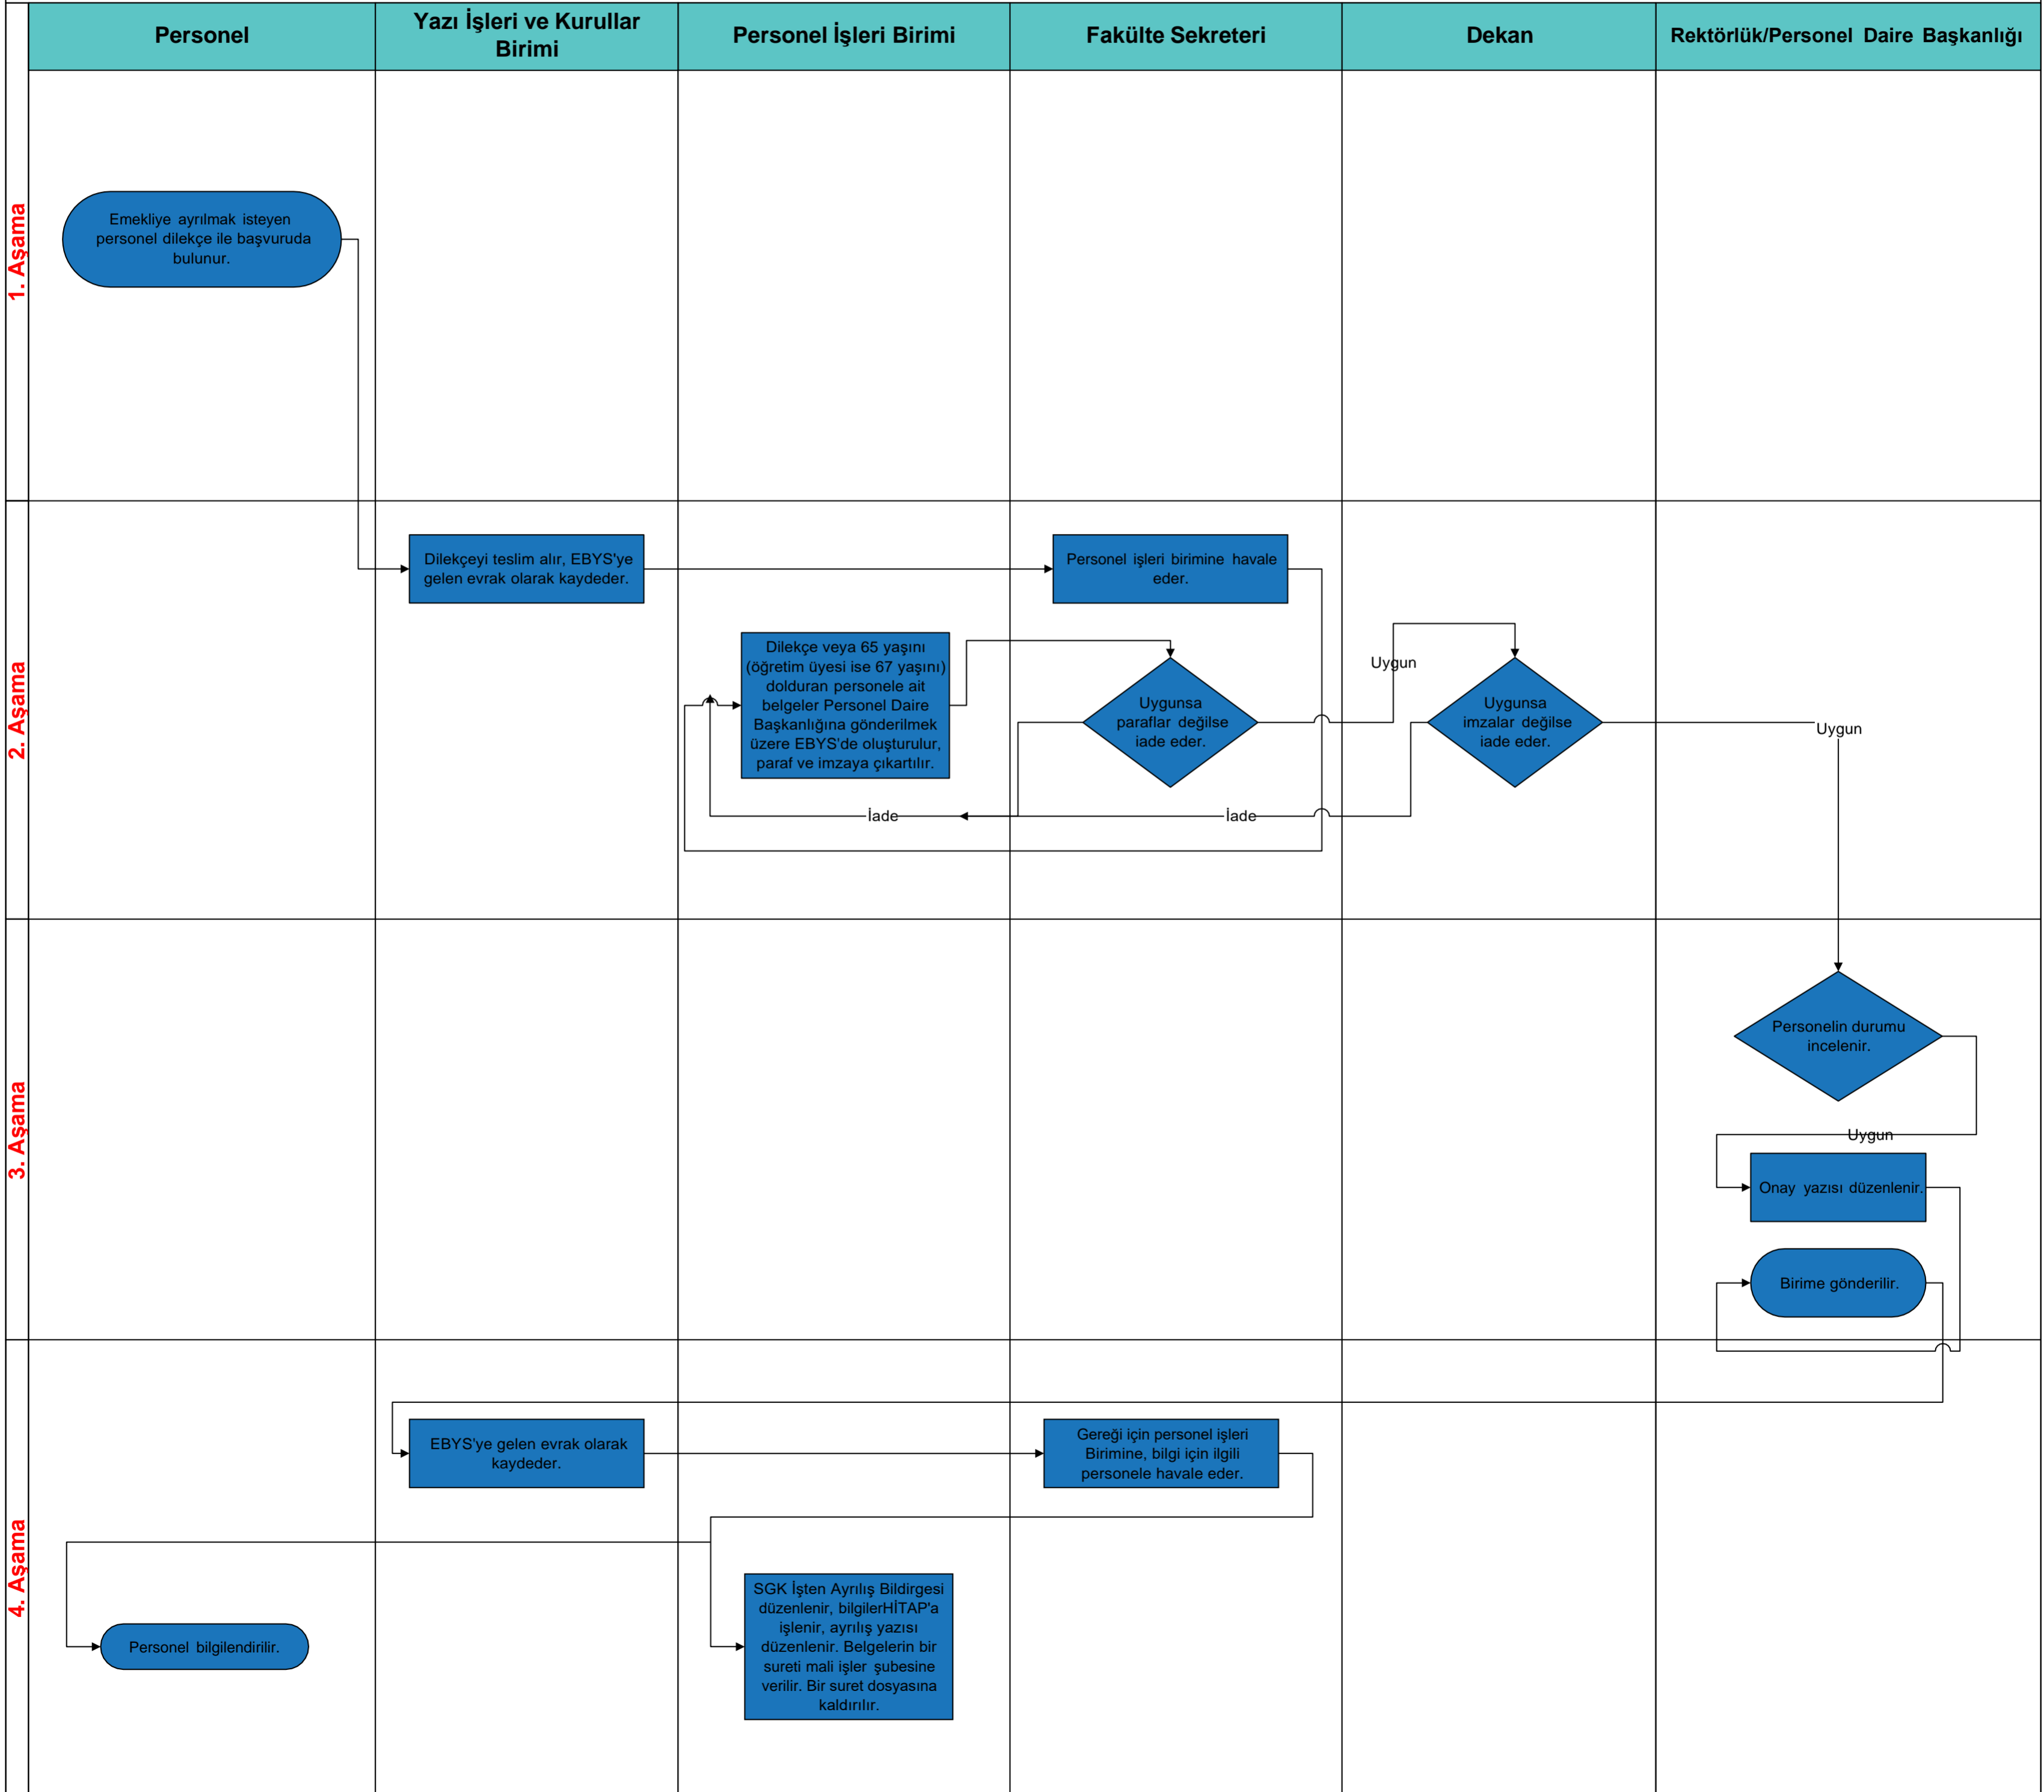 Personel
Yazı İşleri ve Kurullar
Birimi
Personel İşleri Birimi
Fakülte Sekreteri
Dekan
Rektörlük/Personel Daire Başkanlığı
1. Aşama
Emekliye ayrılmak isteyen
personel dilekçe ile başvuruda
bulunur.
2. Aşama
Dilekçeyi teslim alır, EBYS'ye
gelen evrak olarak kaydeder.
Personel işleri birimine havale
eder.
Dilekçe veya 65 yaşını
(öğretim üyesi ise 67 yaşını)
dolduran personele ait
belgeler Personel Daire
Başkanlığına gönderilmek
üzere EBYS'de oluşturulur,
paraf ve imzaya çıkartılır.
Uygunsa
paraflar değilse
iade eder.
Uygun
Uygunsa
imzalar değilse
iade eder.
Uygun
İade
İade
3. Aşama
Personelin durumu
incelenir.
Uygun
Onay yazısı düzenlenir.
Birime gönderilir.
4. Aşama
EBYS'ye gelen evrak olarak
kaydeder.
Gereği için personel işleri
Birimine, bilgi için ilgili
personele havale eder.
Personel bilgilendirilir.
SGK İşten Ayrılış Bildirgesi
düzenlenir, bilgilerHİTAP'a
işlenir, ayrılış yazısı
düzenlenir. Belgelerin bir
sureti mali işler şubesine
verilir. Bir suret dosyasına
kaldırılır.